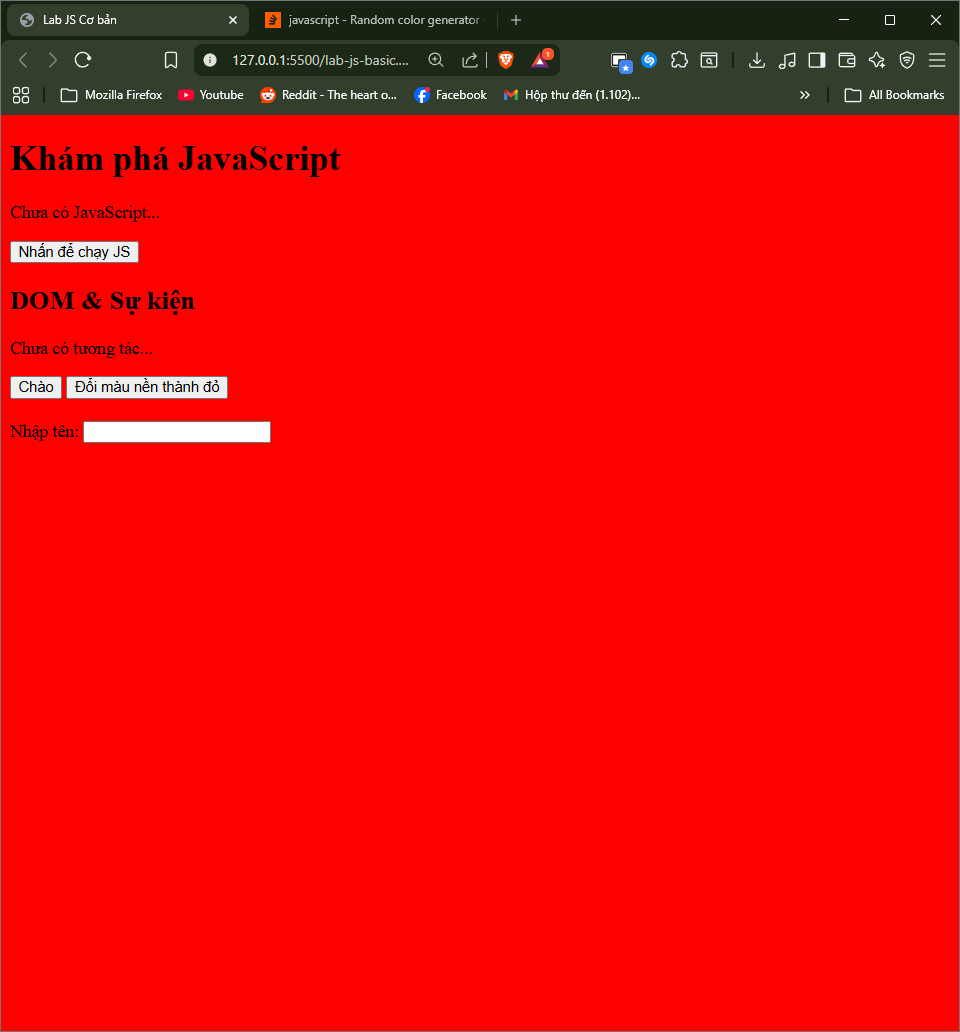 Lab JS Cơ bản
javascript - Random color generator
127.0.0.1:5500/lab-js-basic....
1
Mozilla Firefox
Youtube
Reddit - The heart o...
Facebook
Hộp thư đến (1.102)...
All Bookmarks
Khám phá JavaScript
Chưa có JavaScript...
Nhấn để chạy JS
DOM & Sự kiện
Chưa có tương tác...
Chào Đổi màu nền thành đỏ
Nhập tên: